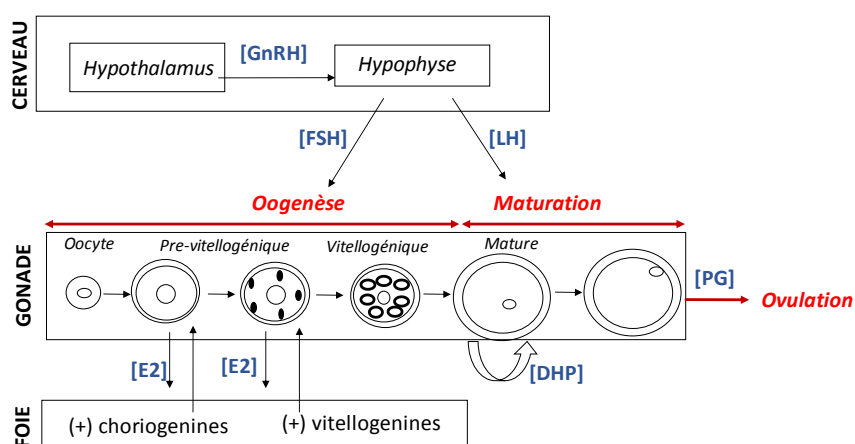 CERVEAU
Hypothalamus
[GnRH]
Hypophyse
[FSH]
[LH]
Oogenèse
Maturation
GONADE
Oocyte
Pre-vitellogénique
Vitellogénique
Mature
[PG]
Ovulation
[E2]
[E2]
[DHP]
FOIE
(+) choriogenines
(+) vitellogenines